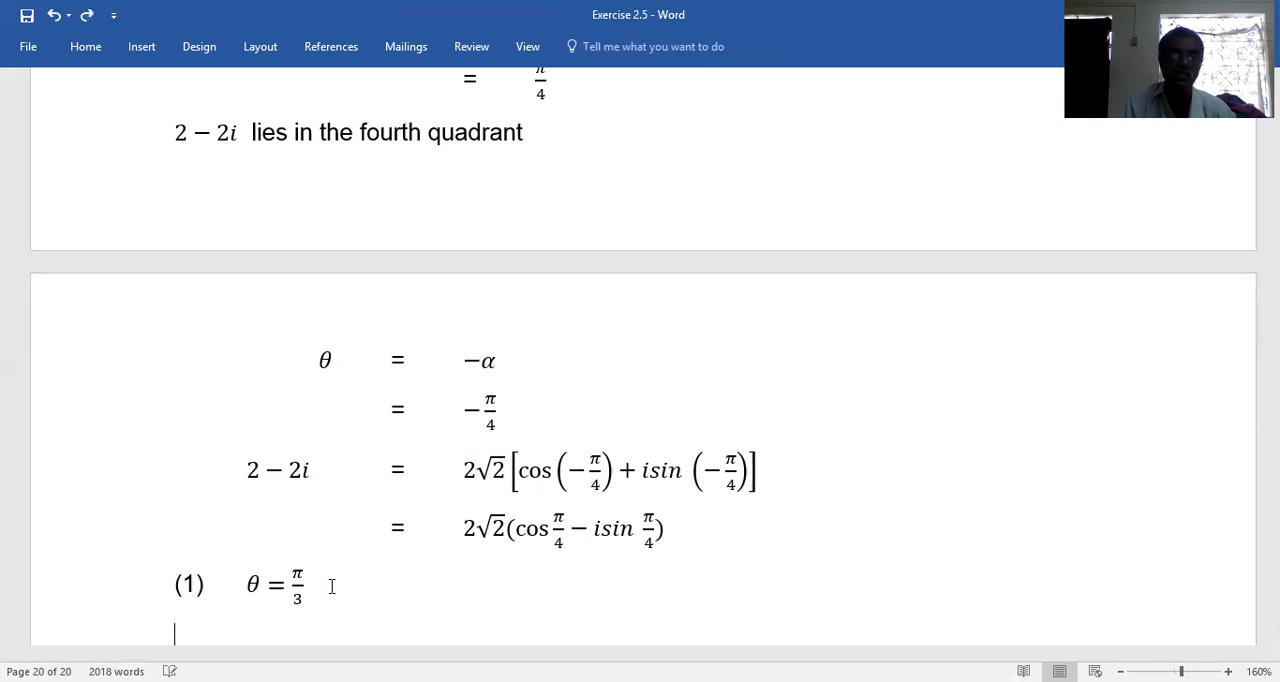 Exercise 2.5 - Word
File Home Insert Design Layout References Mailings Review View Tell me what you want to do
= π/4
2 − 2i lies in the fourth quadrant
θ = −α
= −π/4
2 − 2i = 2√2 [cos (−π/4) + isin (−π/4)]
= 2√2(cos π/4 − isin π/4)
(1) θ = π/3
Page 20 of 20 2018 words 160%